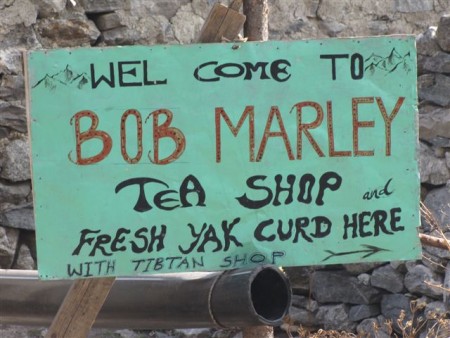 WEL COME TO
BOB MARLEY
TEA SHOP and
FRESH YAK CURD HERE
WITH TIBTAN SHOP